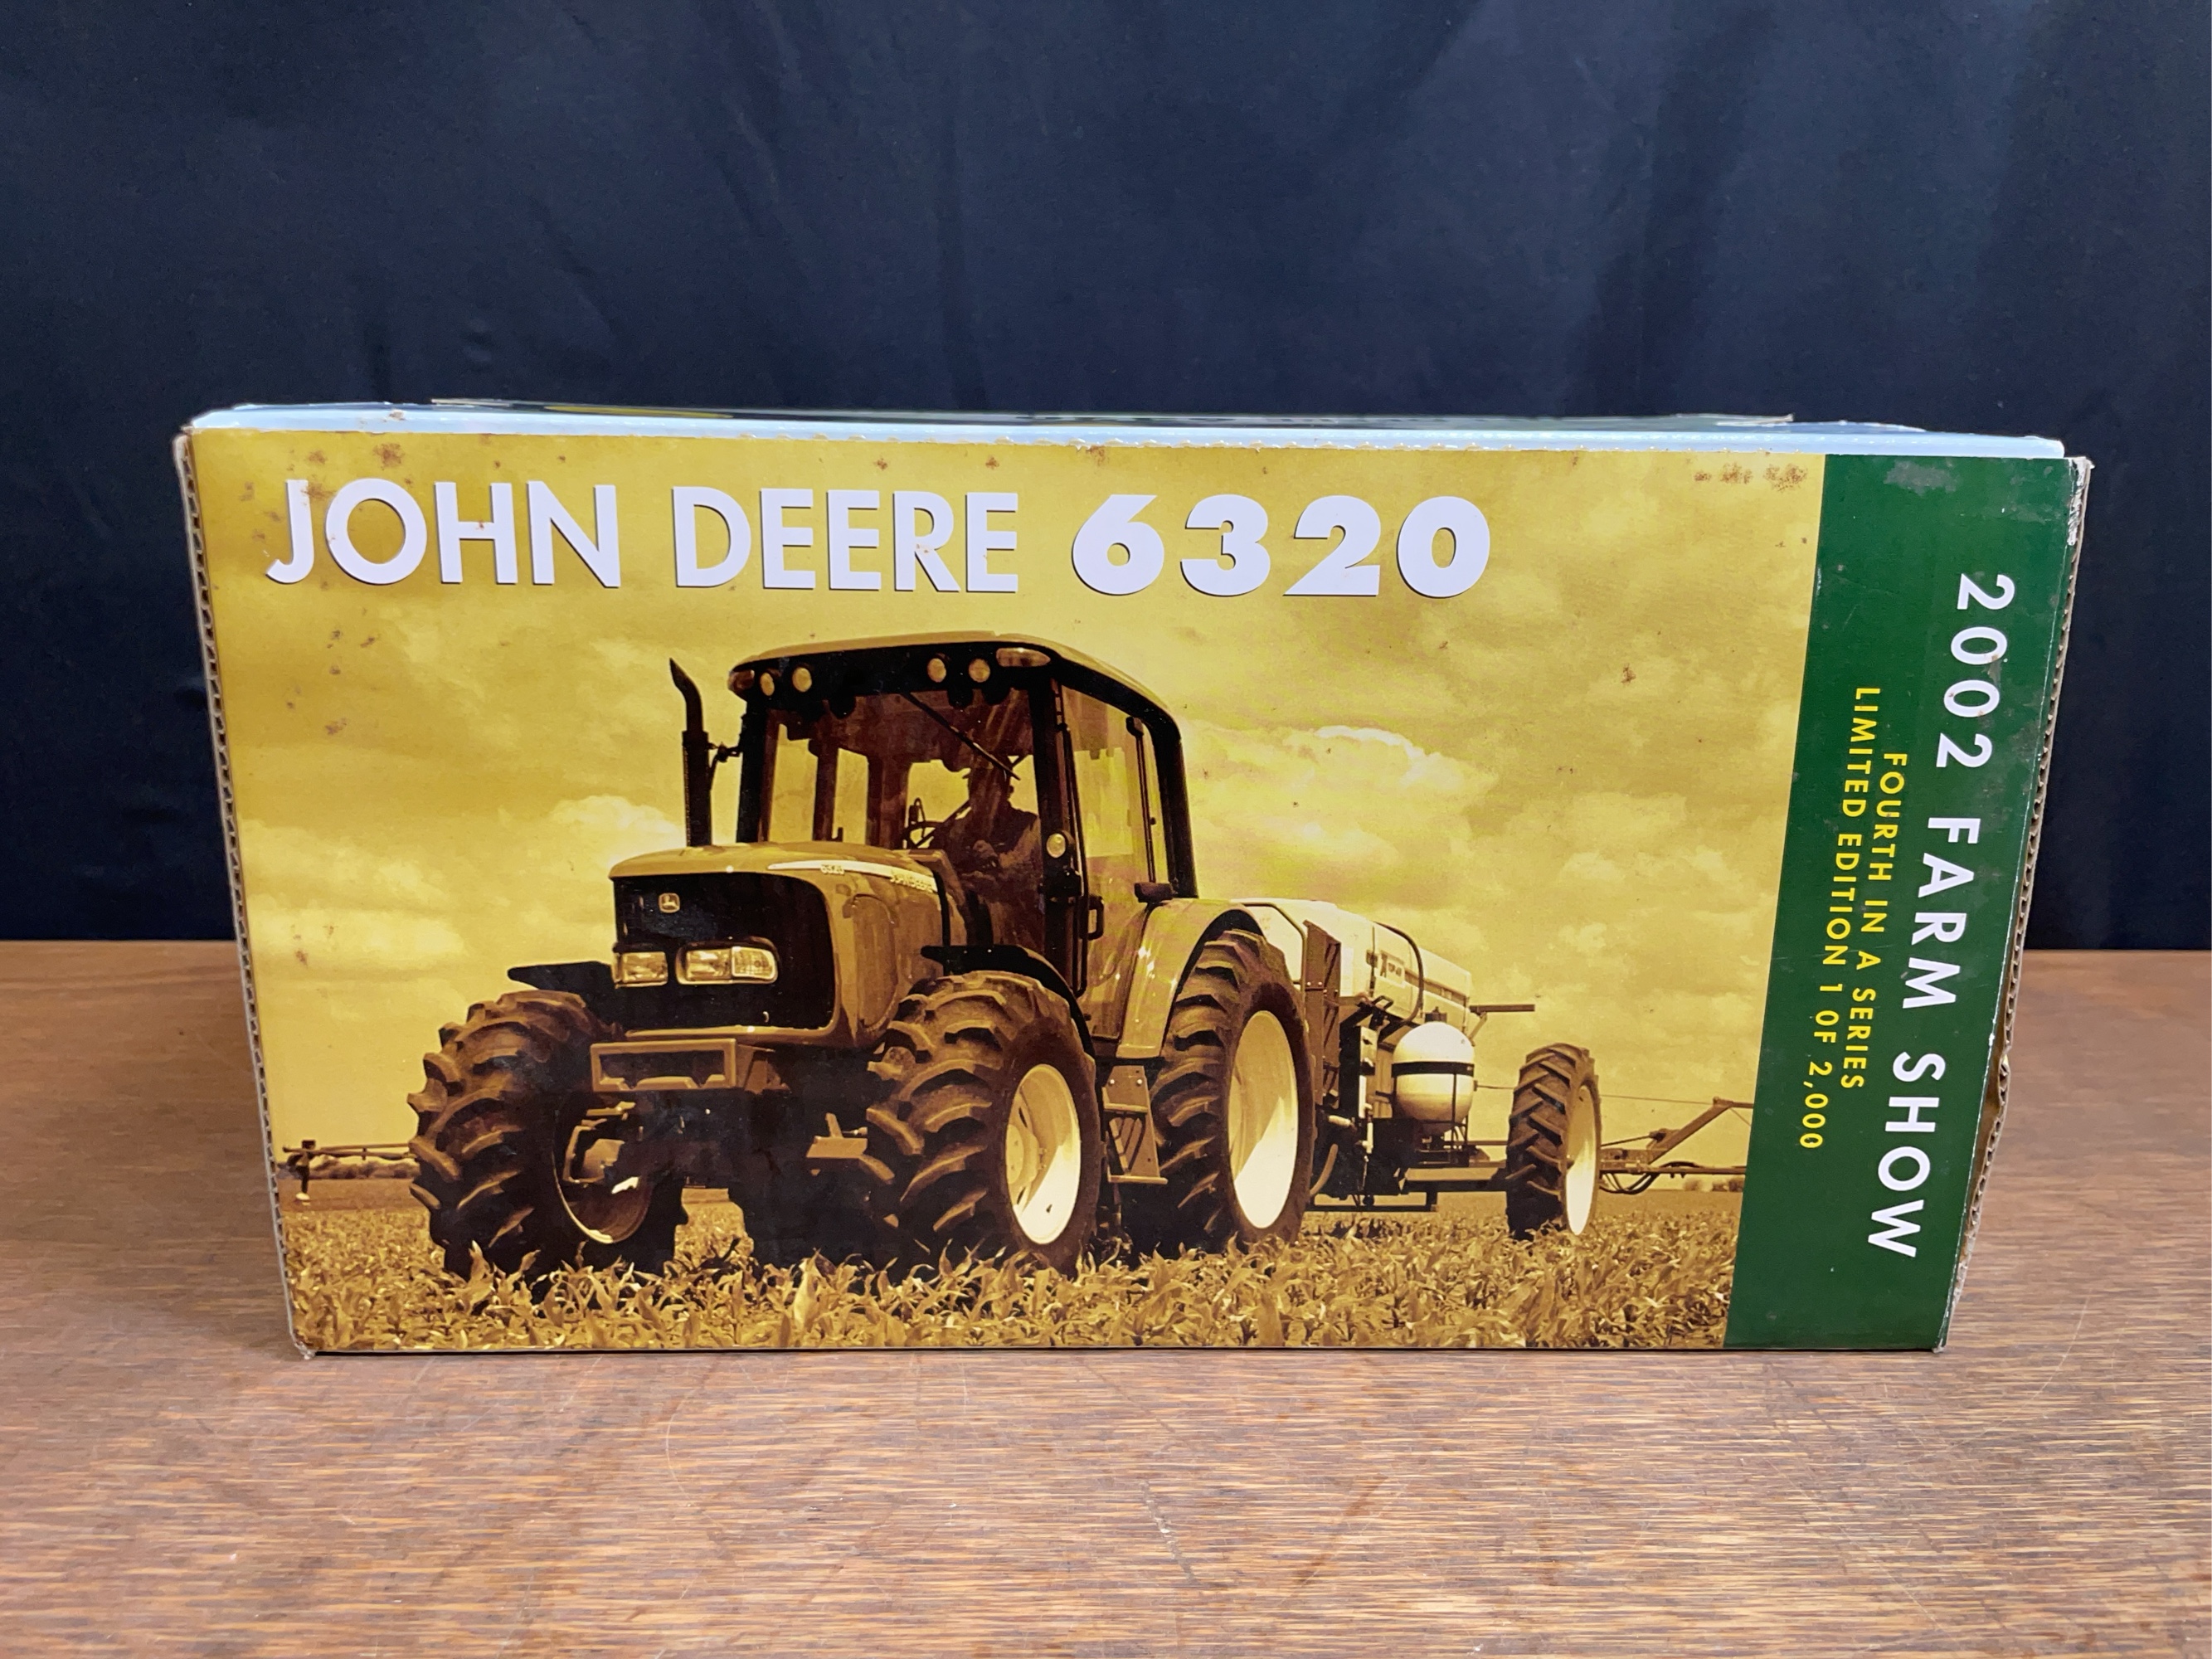 JOHN DEERE 6320
2002 FARM SHOW
FOURTH IN A SERIES
LIMITED EDITION 1 OF 2,000